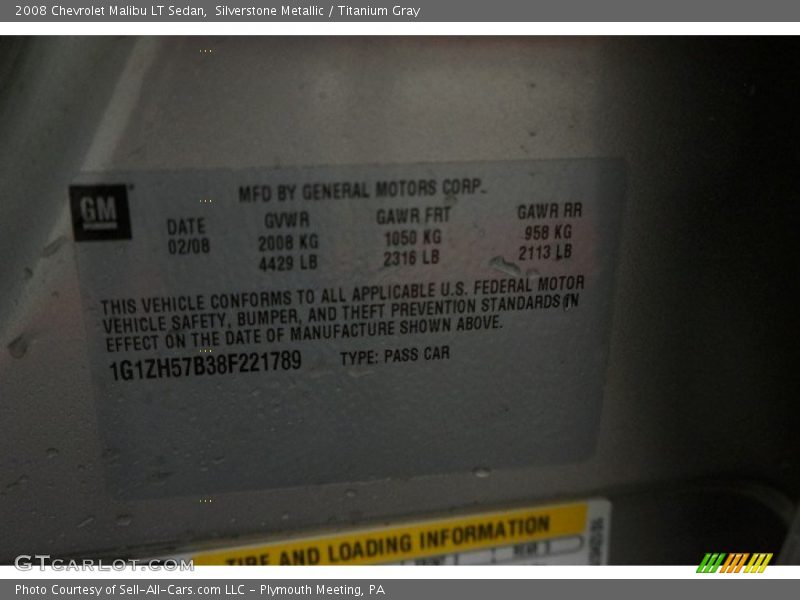 2008 Chevrolet Malibu LT Sedan, Silverstone Metallic / Titanium Gray
GM
MFD BY GENERAL MOTORS CORP.
DATE GVWR GAWR FRT GAWR RR
02/08 2008 KG 1050 KG 958 KG
4429 LB 2316 LB 2113 LB
THIS VEHICLE CONFORMS TO ALL APPLICABLE U.S. FEDERAL MOTOR
VEHICLE SAFETY, BUMPER, AND THEFT PREVENTION STANDARDS IN
EFFECT ON THE DATE OF MANUFACTURE SHOWN ABOVE.
1G1ZH57B38F221789 TYPE: PASS CAR
TIRE AND LOADING INFORMATION
GTCARLOT.COM
Photo Courtesy of Sell-All-Cars.com LLC - Plymouth Meeting, PA